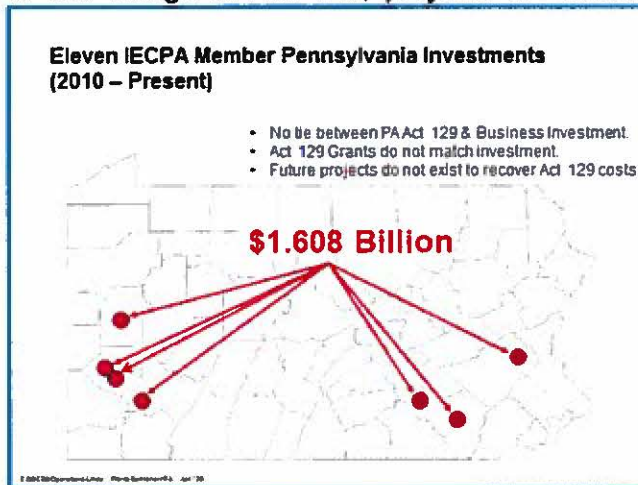 Eleven IECPA Member Pennsylvania Investments
(2010 – Present)
• No tie between PA Act 129 & Business Investment.
• Act 129 Grants do not match investment.
• Future projects do not exist to recover Act 129 costs
$1.608 Billion